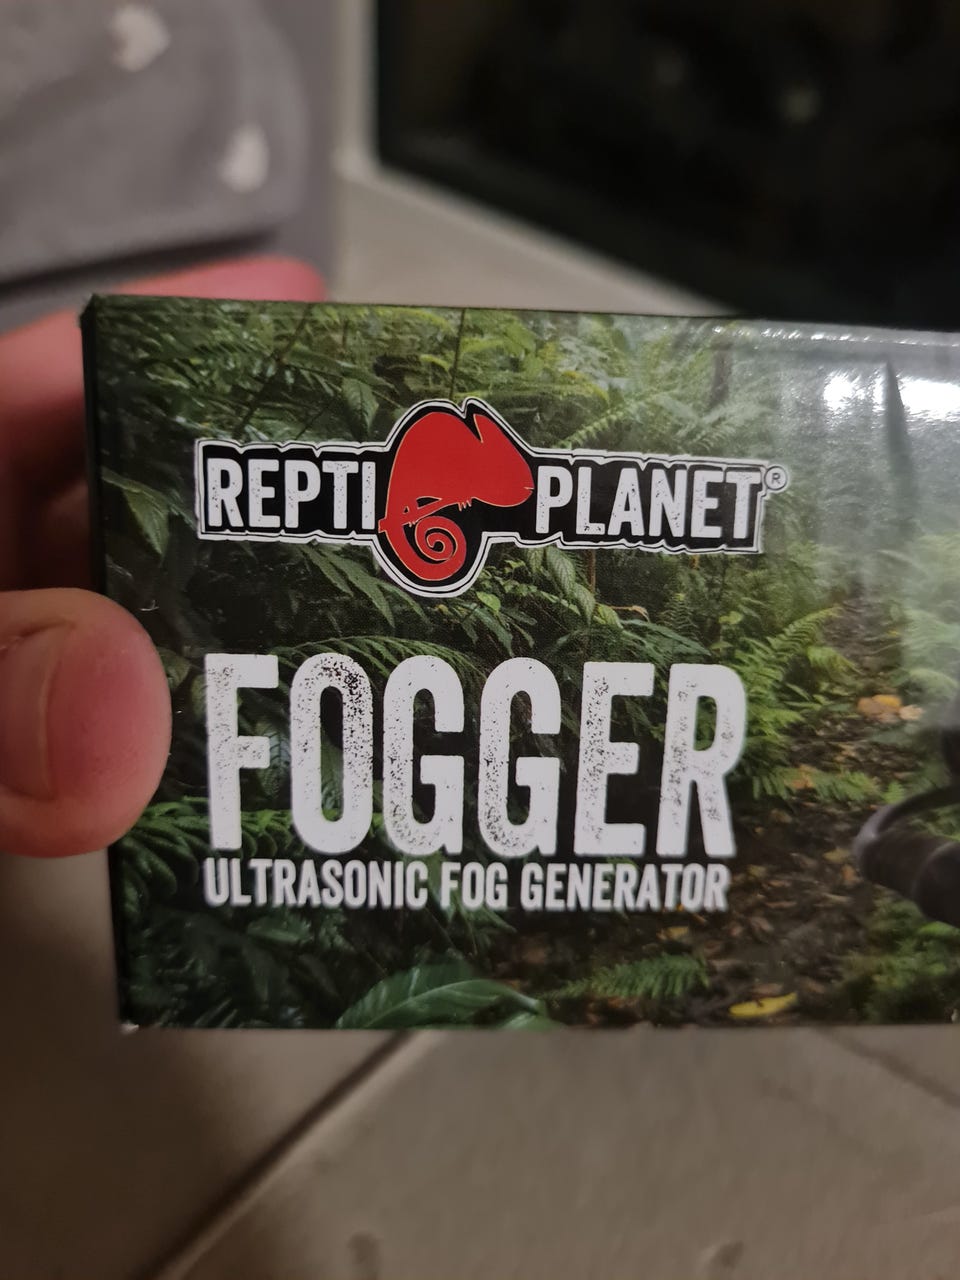 REPTI PLANET®
FOGGER
ULTRASONIC FOG GENERATOR